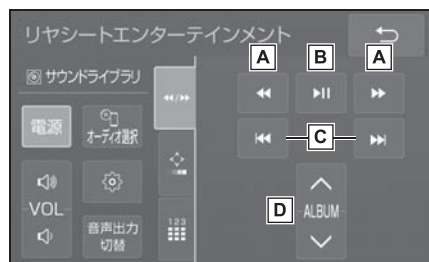 リヤシートエンターテインメント
サウンドライブラリ
A
B
A
電源
オーディオ選択
C
VOL
音声出力
切替
123
D
ALBUM